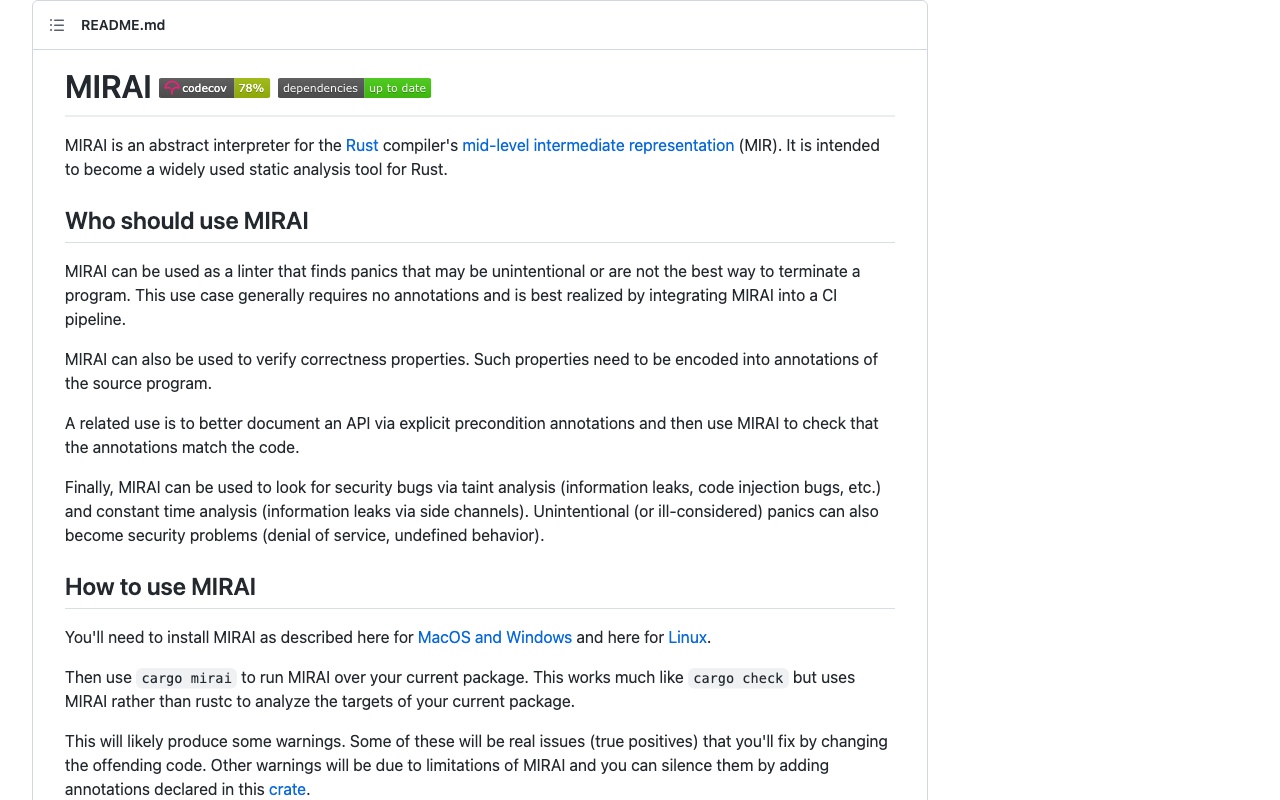 README.md
MIRAI codecov 78% dependencies up to date
MIRAI is an abstract interpreter for the Rust compiler's mid-level intermediate representation (MIR). It is intended
to become a widely used static analysis tool for Rust.
Who should use MIRAI
MIRAI can be used as a linter that finds panics that may be unintentional or are not the best way to terminate a
program. This use case generally requires no annotations and is best realized by integrating MIRAI into a CI
pipeline.
MIRAI can also be used to verify correctness properties. Such properties need to be encoded into annotations of
the source program.
A related use is to better document an API via explicit precondition annotations and then use MIRAI to check that
the annotations match the code.
Finally, MIRAI can be used to look for security bugs via taint analysis (information leaks, code injection bugs, etc.)
and constant time analysis (information leaks via side channels). Unintentional (or ill-considered) panics can also
become security problems (denial of service, undefined behavior).
How to use MIRAI
You'll need to install MIRAI as described here for MacOS and Windows and here for Linux.
Then use cargo mirai to run MIRAI over your current package. This works much like cargo check but uses
MIRAI rather than rustc to analyze the targets of your current package.
This will likely produce some warnings. Some of these will be real issues (true positives) that you'll fix by changing
the offending code. Other warnings will be due to limitations of MIRAI and you can silence them by adding
annotations declared in this crate.